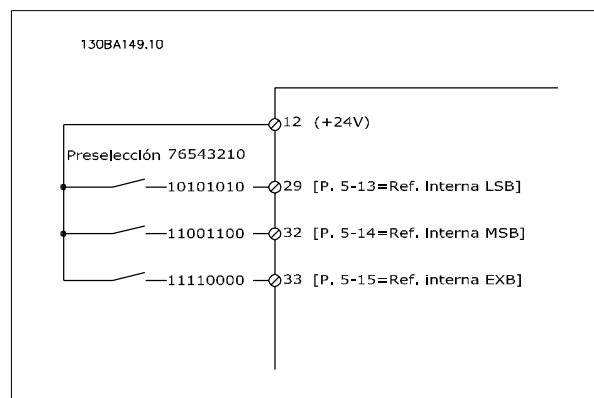 130BA149.10
12 (+24V)
Preselección 76543210
10101010 29 [P. 5-13=Ref. Interna LSB]
11001100 32 [P. 5-14=Ref. Interna MSB]
11110000 33 [P. 5-15=Ref. interna EXB]